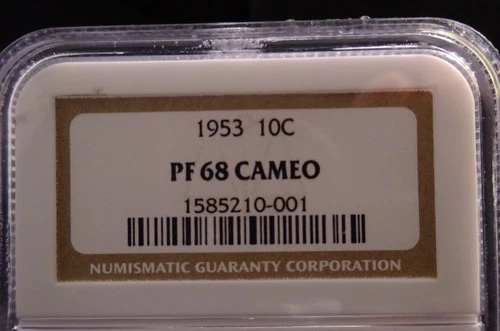 1953 10C
PF 68 CAMEO
1585210-001
NUMISMATIC GUARANTY CORPORATION